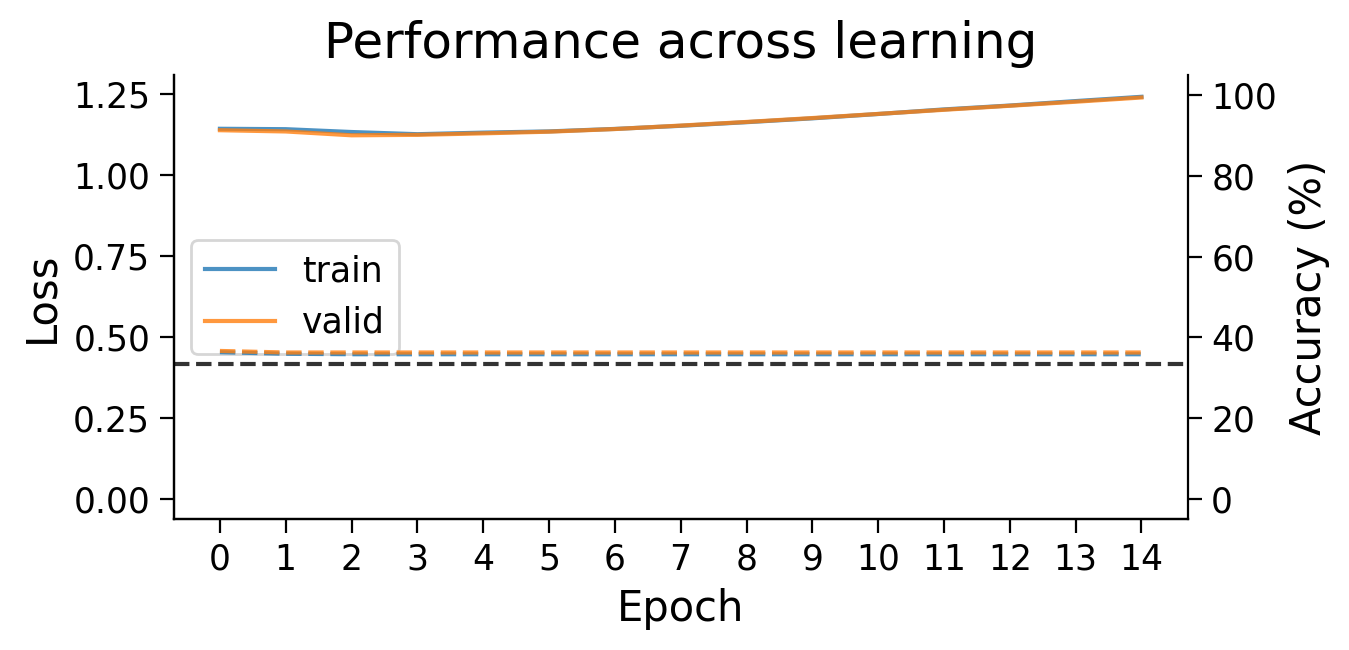 Performance across learning
1.25
1.00
0.75
0.50
0.25
0.00
Loss
train
valid
100
80
60
40
20
0
Accuracy (%)
0 1 2 3 4 5 6 7 8 9 10 11 12 13 14
Epoch